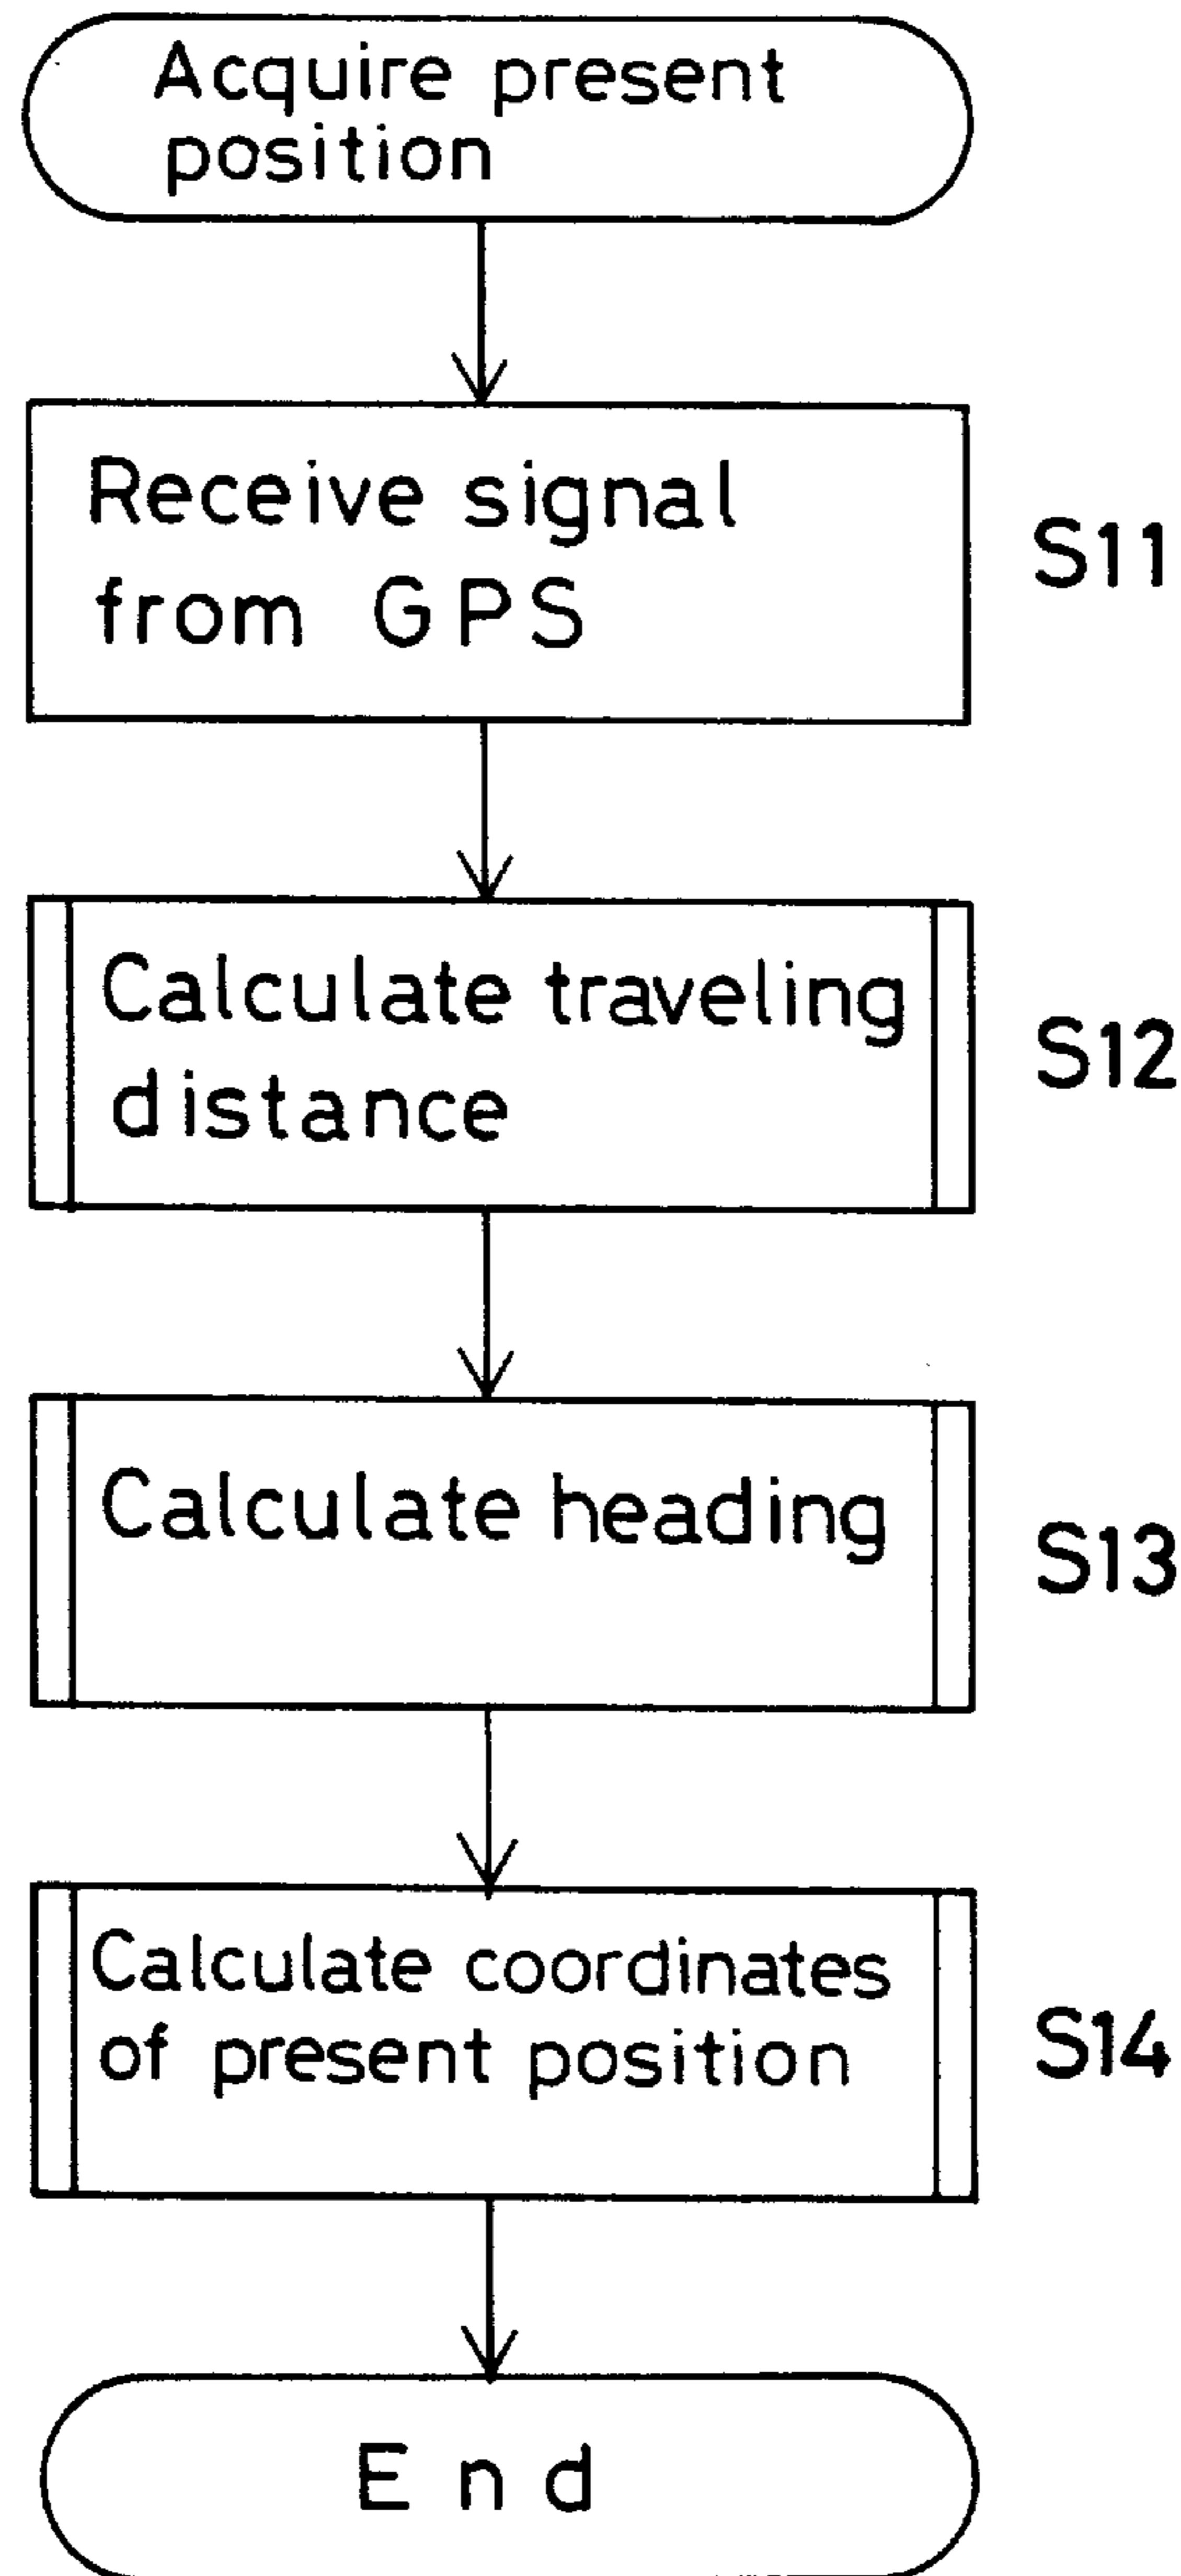 Acquire present
position
Receive signal
from GPS
S11
Calculate traveling
distance
S12
Calculate heading
S13
Calculate coordinates
of present position
S14
End